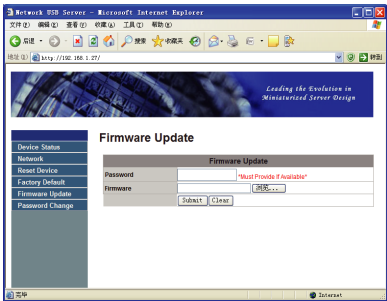 Network USB Server - Microsoft Internet Explorer
文件(F) 编辑(E) 查看(V) 收藏(A) 工具(T) 帮助(H)
后退 搜索 收藏夹
地址(D) http://192.168.1.27/ 转到
Leading the Evolution in
Miniaturized Server Design
Firmware Update
Device Status
Network
Reset Device
Factory Default
Firmware Update
Password Change
Firmware Update
Password *Must Provide If Available*
Firmware 浏览...
Submit Clear
完毕 Internet